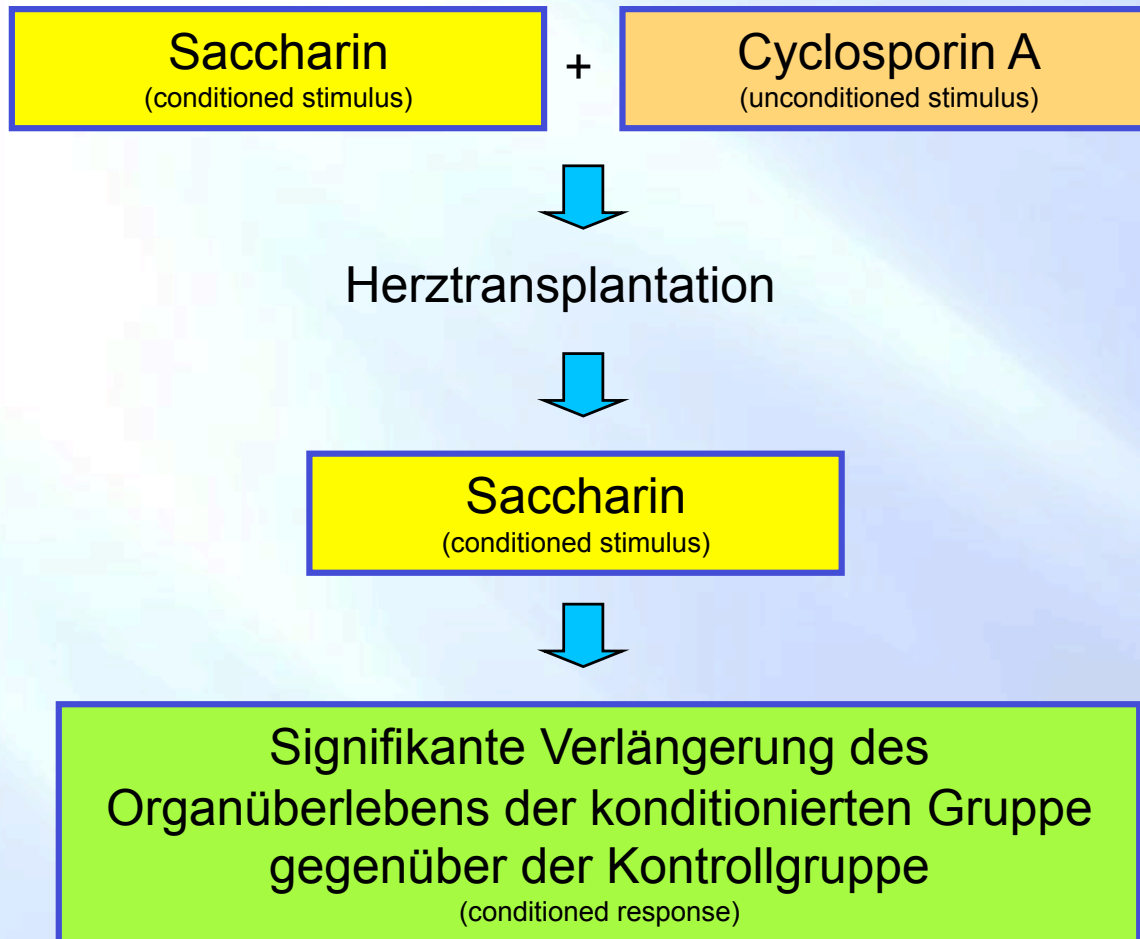 Saccharin
(conditioned stimulus)
+
Cyclosporin A
(unconditioned stimulus)
Herztransplantation
Saccharin
(conditioned stimulus)
Signifikante Verlängerung des
Organüberlebens der konditionierten Gruppe
gegenüber der Kontrollgruppe
(conditioned response)